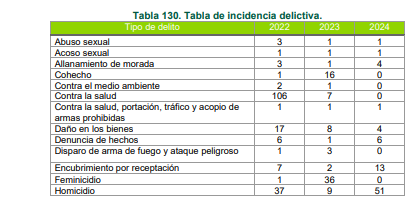 Tabla 130. Tabla de incidencia delictiva.
Tipo de delito 2022 2023 2024
Abuso sexual 3 1 1
Acoso sexual 1 1 1
Allanamiento de morada 3 1 4
Cohecho 1 16 0
Contra el medio ambiente 2 1 0
Contra la salud 106 7 0
Contra la salud, portación, tráfico y acopio de 1 1 1
armas prohibidas
Daño en los bienes 17 8 4
Denuncia de hechos 6 1 6
Disparo de arma de fuego y ataque peligroso 1 3 0
Encubrimiento por receptación 7 2 13
Feminicidio 1 36 0
Homicidio 37 9 51